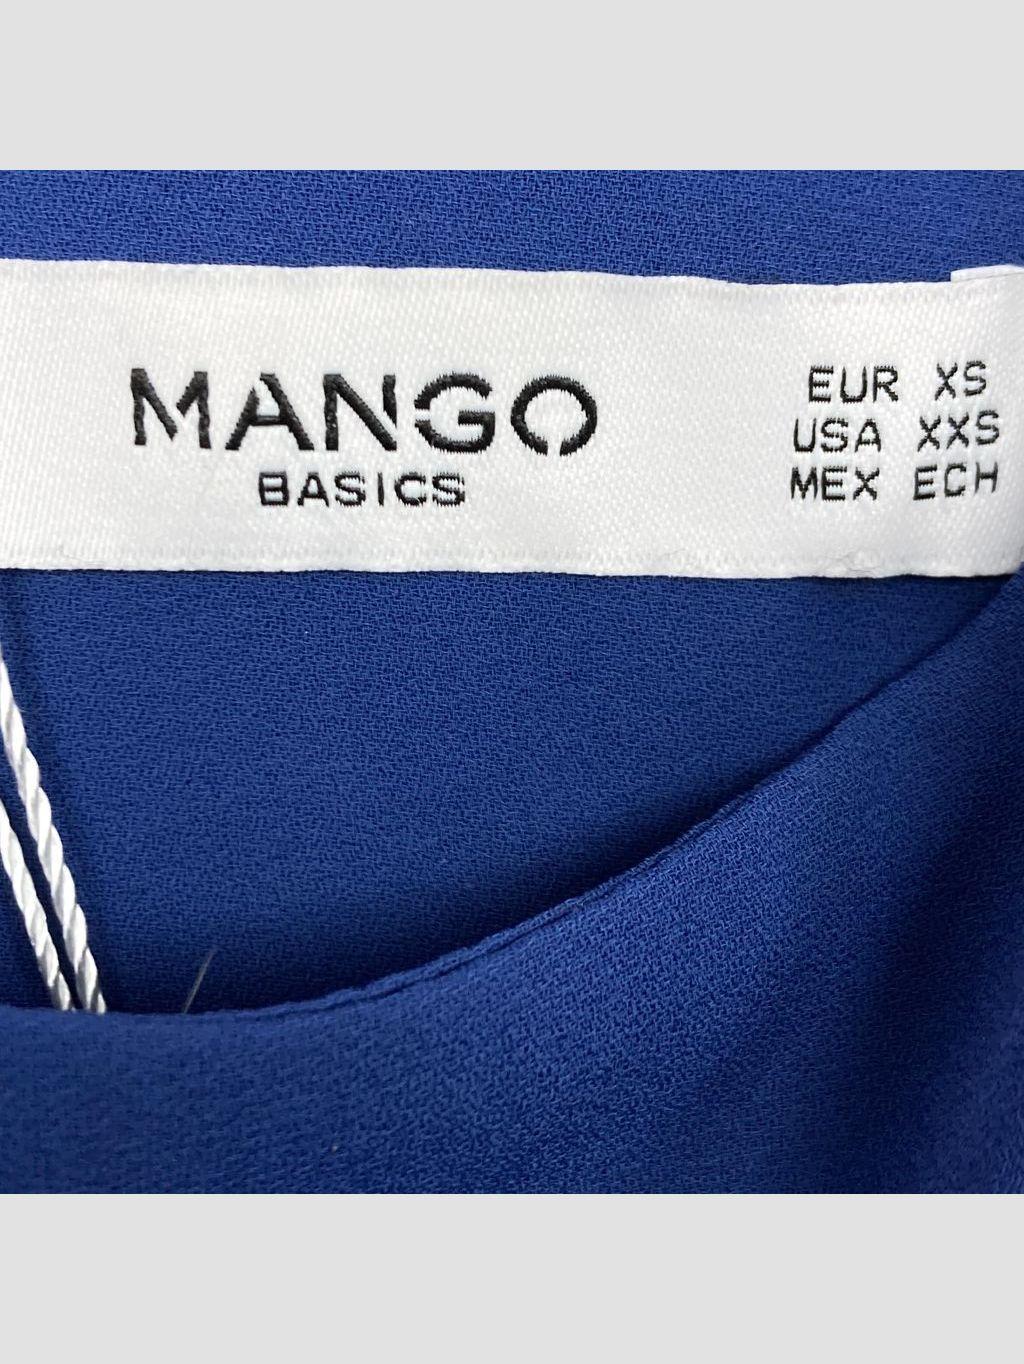 MANGO
BASICS
EUR XS
USA XXS
MEX ECH